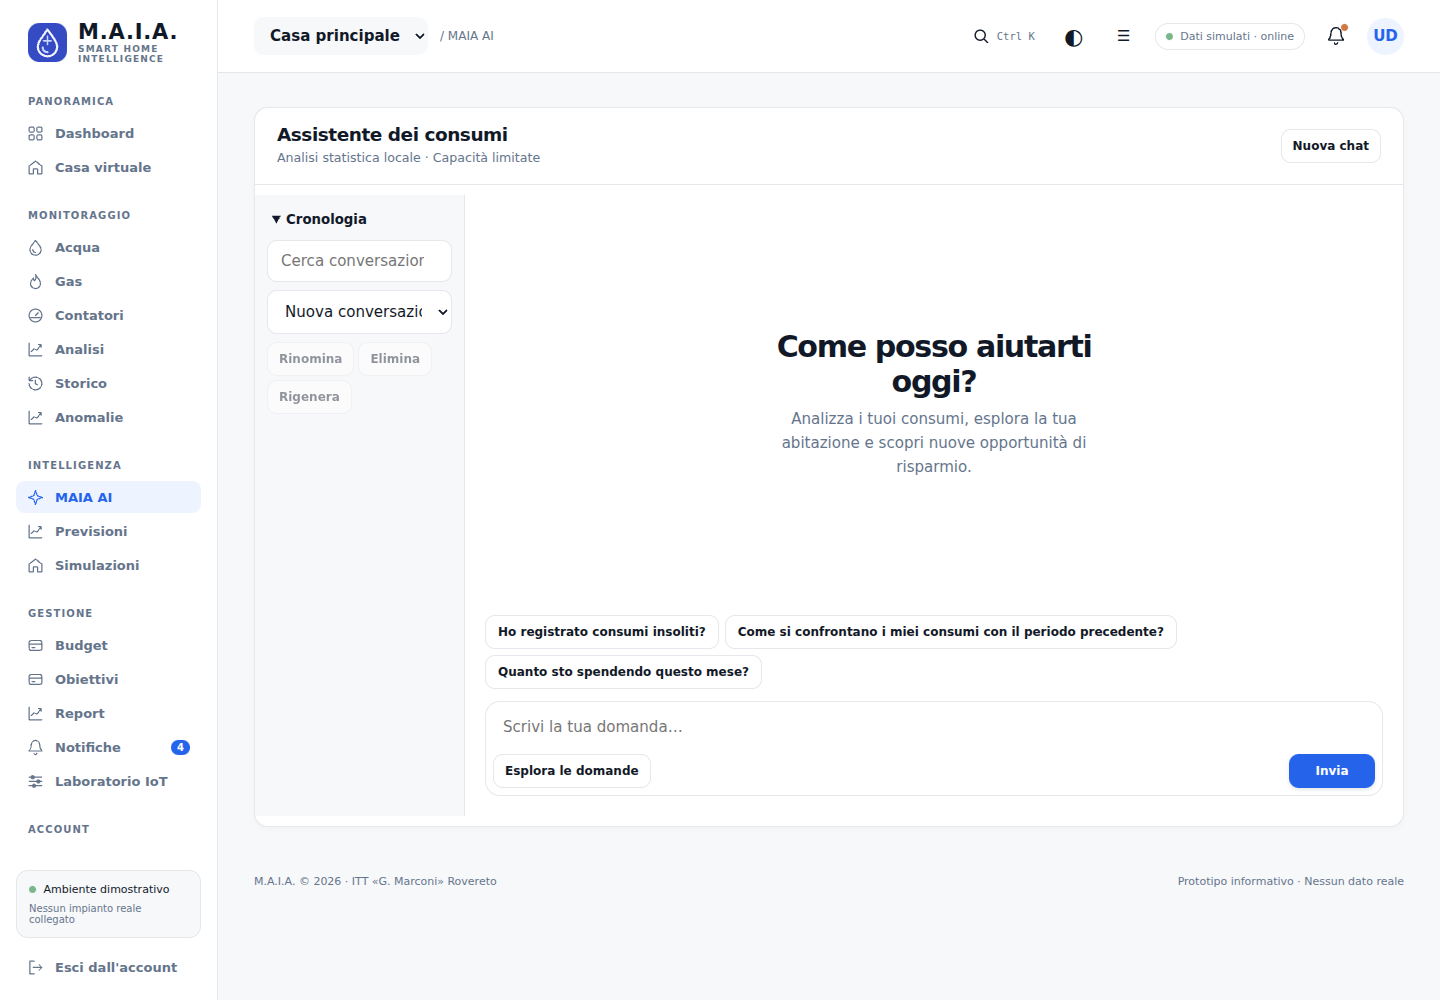 M.A.I.A.
SMART HOME
INTELLIGENCE
PANORAMICA
Dashboard
Casa virtuale
MONITORAGGIO
Acqua
Gas
Contatori
Analisi
Storico
Anomalie
INTELLIGENZA
MAIA AI
Previsioni
Simulazioni
GESTIONE
Budget
Obiettivi
Report
Notifiche 4
Laboratorio IoT
ACCOUNT
Ambiente dimostrativo
Nessun impianto reale
collegato
Esci dall'account
Casa principale / MAIA AI
Ctrl K
Dati simulati · online
UD
Assistente dei consumi
Analisi statistica locale · Capacità limitate
Nuova chat
▼ Cronologia
Cerca conversazior
Nuova conversazic
Rinomina Elimina
Rigenera
Come posso aiutarti
oggi?
Analizza i tuoi consumi, esplora la tua
abitazione e scopri nuove opportunità di
risparmio.
Ho registrato consumi insoliti? Come si confrontano i miei consumi con il periodo precedente?
Quanto sto spendendo questo mese?
Scrivi la tua domanda...
Esplora le domande Invia
M.A.I.A. © 2026 · ITT «G. Marconi» Rovereto
Prototipo informativo · Nessun dato reale